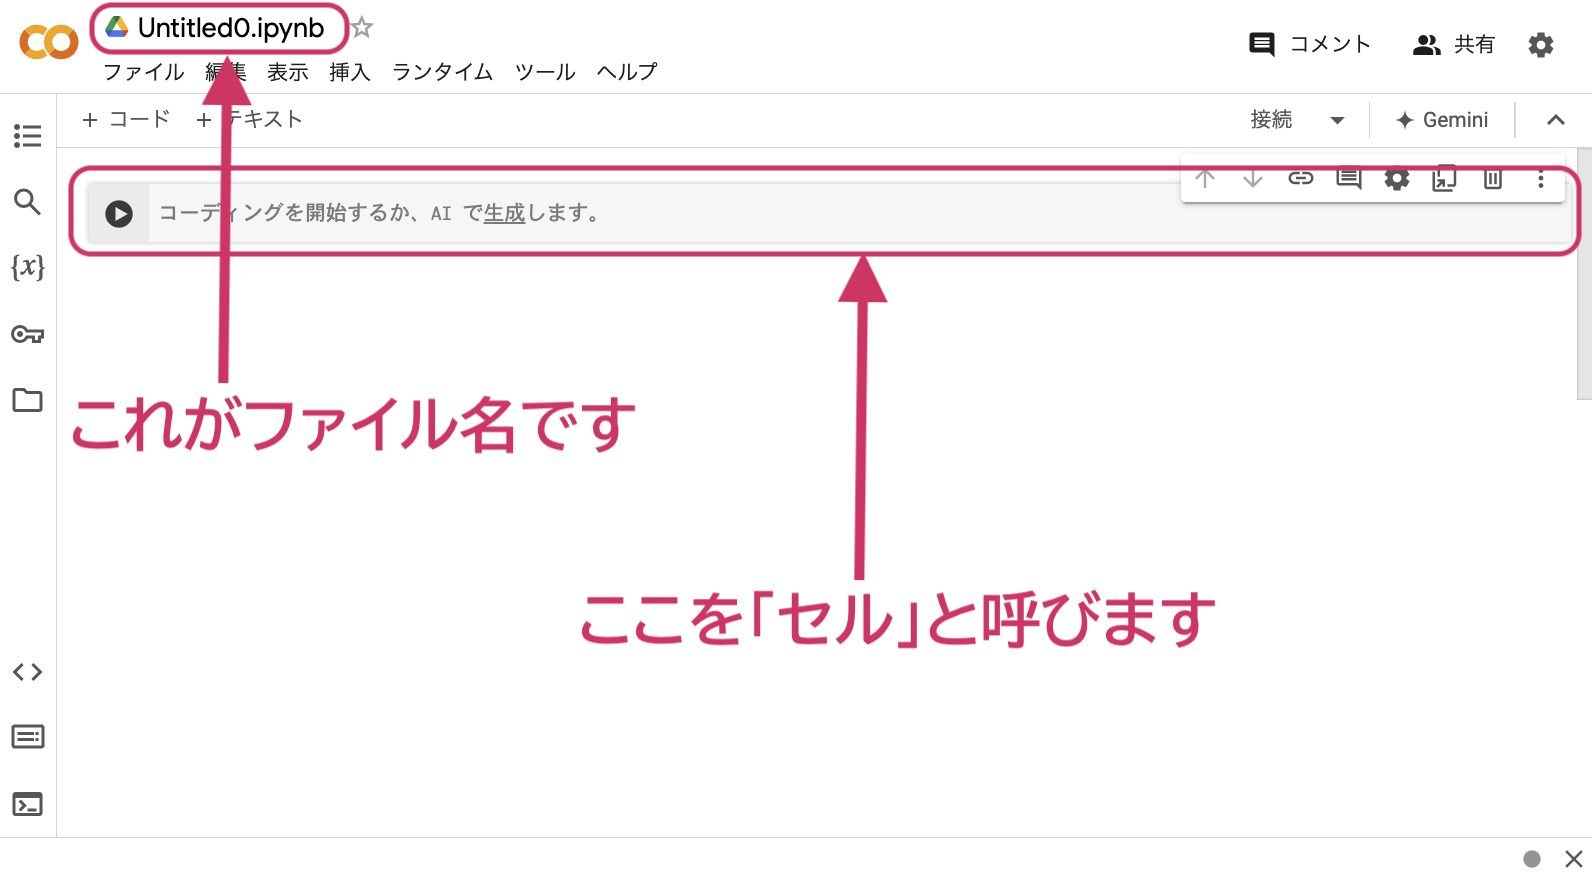 Untitled0.ipynb
コメント 共有
ファイル 編集 表示 挿入 ランタイム ツール ヘルプ
+ コード + テキスト 接続 Gemini
{x}
コーディングを開始するか、AI で生成します。
これがファイル名です
ここを「セル」と呼びます